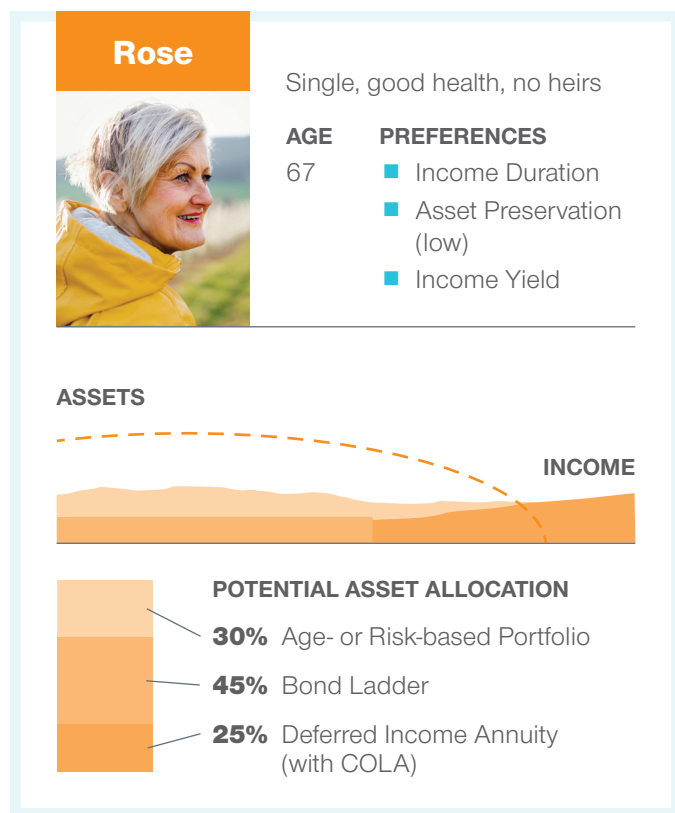 Rose
Single, good health, no heirs
AGE
67
PREFERENCES
Income Duration
Asset Preservation
(low)
Income Yield
ASSETS
INCOME
POTENTIAL ASSET ALLOCATION
30% Age- or Risk-based Portfolio
45% Bond Ladder
25% Deferred Income Annuity
(with COLA)